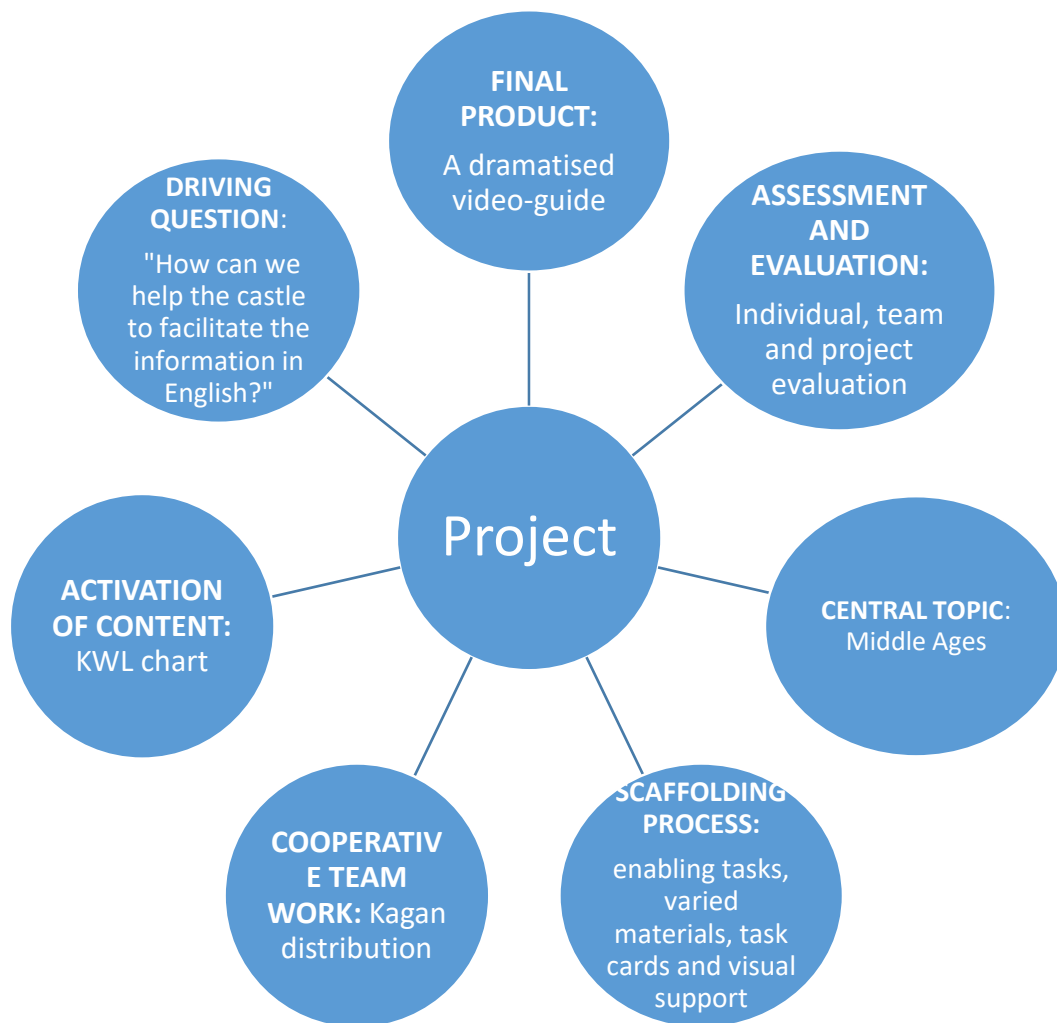 FINAL
PRODUCT:
A dramatised
video-guide
DRIVING
QUESTION:
"How can we
help the castle
to facilitate the
information in
English?"
ASSESSMENT
AND
EVALUATION:
Individual, team
and project
evaluation
Project
ACTIVATION
OF CONTENT:
KWL chart
CENTRAL TOPIC:
Middle Ages
COOPERATIV
E TEAM
WORK: Kagan
distribution
SCAFFOLDING
PROCESS:
enabling tasks,
varied
materials, task
cards and visual
support